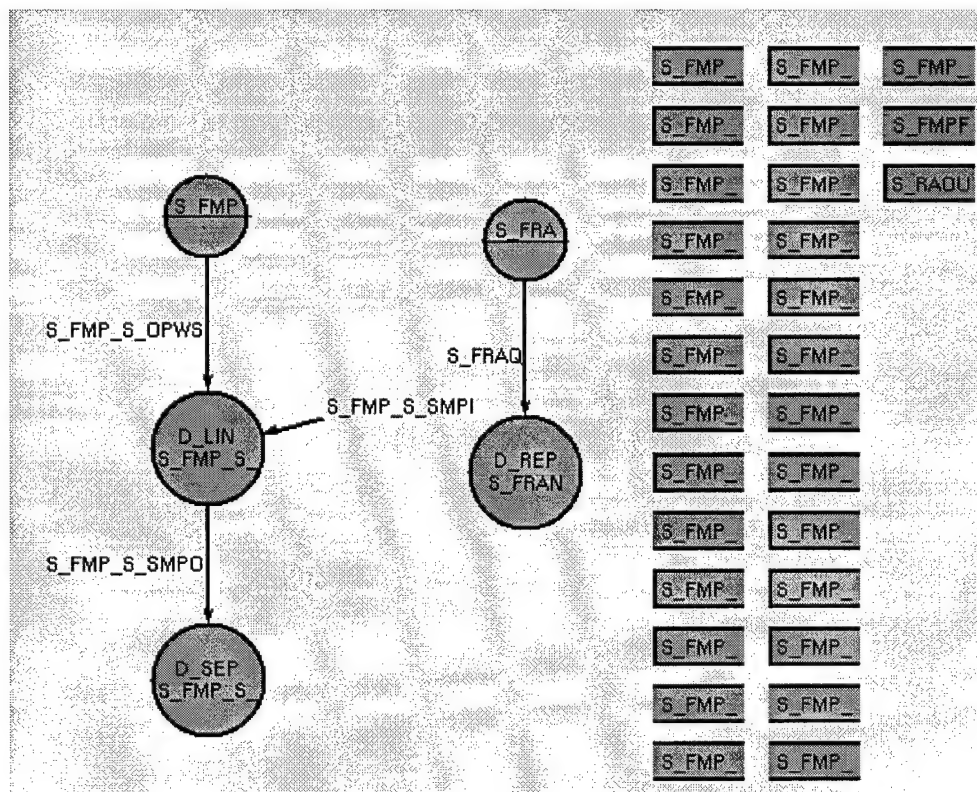 S_FMP_ S_FMP_ S_FMP_
S_FMP_ S_FMP_ S_FMPF
S_FMP_ S_FMP_ S_RAOU
S_FMP
S_FRA
S_FMP_ S_FMP_
S_FMP_ S_FMP_
S_FMP_S_OPWS
S_FRAQ
S_FMP_ S_FMP_
S_FMP_S_SMPI
S_FMP_ S_FMP_
D_LIN
S_FMP_S_
D_REP
S_FRAN
S_FMP_ S_FMP_
S_FMP_ S_FMP_
S_FMP_S_SMPO
S_FMP_ S_FMP_
S_FMP_ S_FMP_
D_SEP
S_FMP_S_
S_FMP_ S_FMP_
S_FMP_ S_FMP_